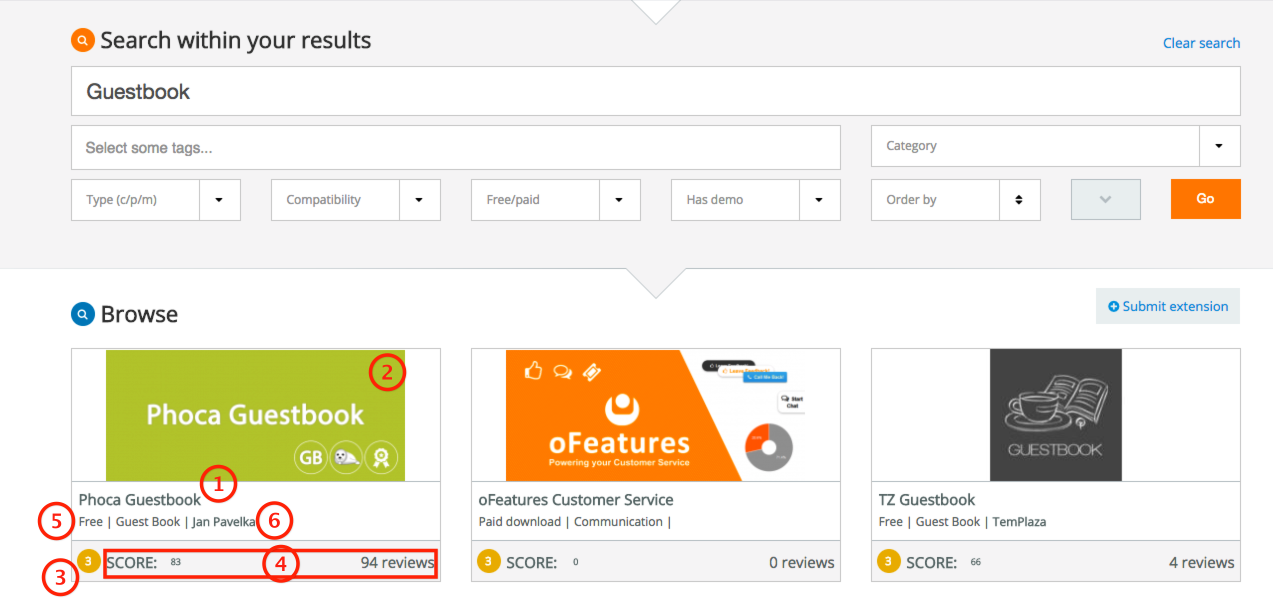 Search within your results
Clear search
Guestbook
Select some tags...
Category
Type (c/p/m)
Compatibility
Free/paid
Has demo
Order by
Go
Browse
Submit extension
2
Phoca Guestbook
GB
oFeatures
Powering your Customer Service
Call Me Back!
Start
Chat
GUESTBOOK
1
Phoca Guestbook
5
Free | Guest Book | Jan Pavelka
6
3
3
SCORE: 83
4
94 reviews
oFeatures Customer Service
Paid download | Communication |
3
SCORE: 0
0 reviews
TZ Guestbook
Free | Guest Book | TemPlaza
3
SCORE: 66
4 reviews